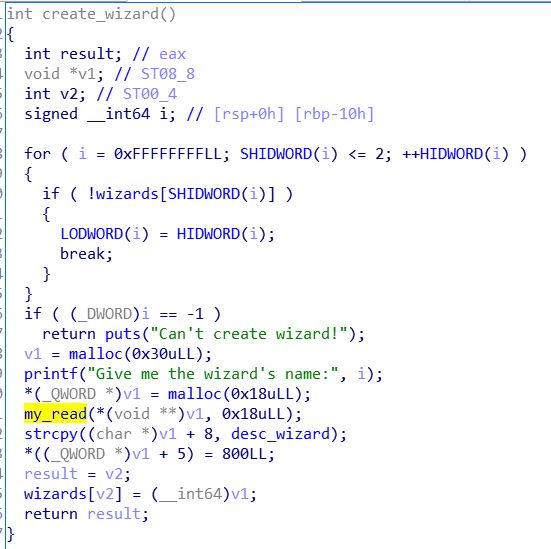 int create_wizard()
{
int result; // eax
void *v1; // ST08_8
int v2; // ST00_4
signed __int64 i; // [rsp+0h] [rbp-10h]
for ( i = 0xFFFFFFFFLL; SHIDWORD(i) <= 2; ++HIDWORD(i) )
{
if ( !wizards[SHIDWORD(i)] )
{
LODWORD(i) = HIDWORD(i);
break;
}
}
if ( (_DWORD)i == -1 )
return puts("Can't create wizard!");
v1 = malloc(0x30uLL);
printf("Give me the wizard's name:", i);
*(_QWORD *)v1 = malloc(0x18uLL);
my_read(*(void **)v1, 0x18uLL);
strcpy((char *)v1 + 8, desc_wizard);
*((_QWORD *)v1 + 5) = 800LL;
result = v2;
wizards[v2] = (__int64)v1;
return result;
}